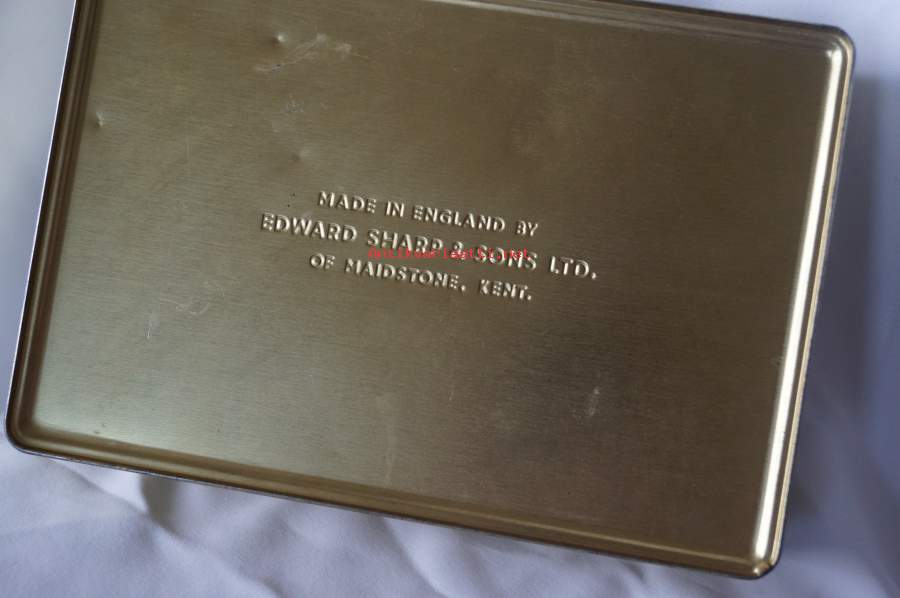 MADE IN ENGLAND BY
EDWARD SHARP & SONS LTD.
OF MAIDSTONE, KENT.